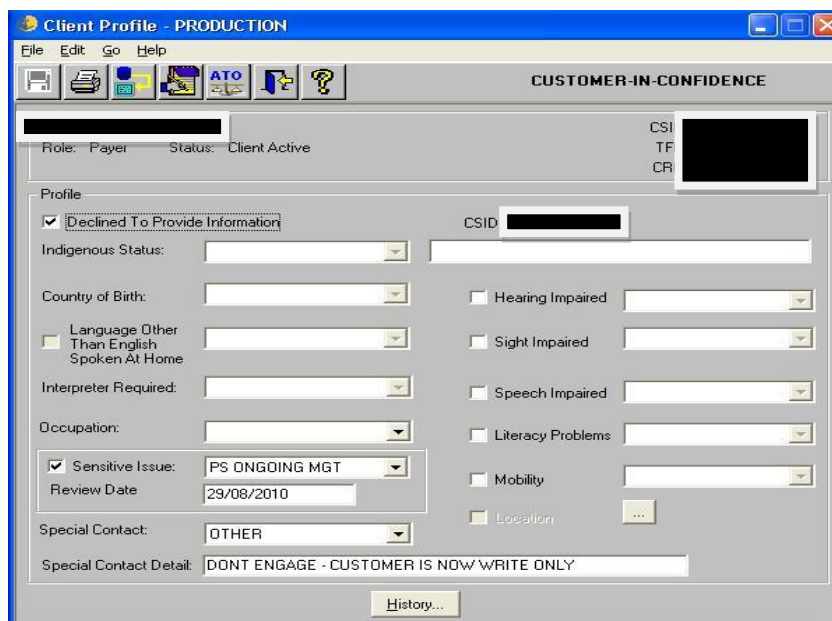 Client Profile - PRODUCTION
File Edit Go Help
ATO
CUSTOMER-IN-CONFIDENCE
CSI
Role: Payer Status: Client Active
TF
CR
Profile
Declined To Provide Information
CSID
Indigenous Status:
Country of Birth:
Hearing Impaired
Language Other
Than English
Spoken At Home
Sight Impaired
Interpreter Required:
Speech Impaired
Occupation:
Literacy Problems
Sensitive Issue: PS ONGOING MGT
Mobility
Review Date 29/08/2010
Location
...
Special Contact: OTHER
Special Contact Detail: DONT ENGAGE - CUSTOMER IS NOW WRITE ONLY
History...